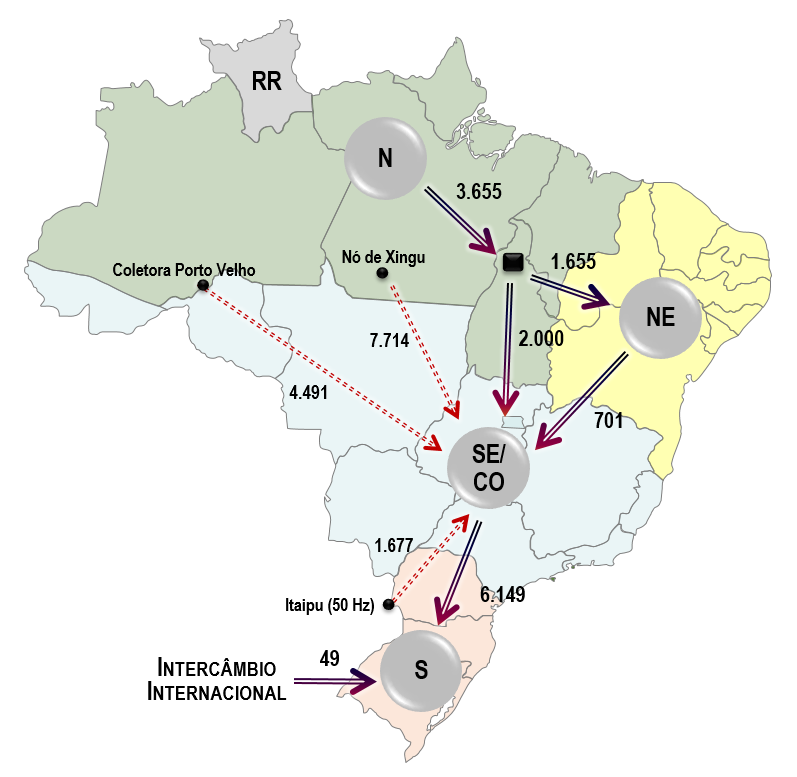 RR
N
3.655
Nó de Xingu
1.655
Coletora Porto Velho
NE
7.714
2.000
4.491
701
SE/
CO
1.677
6.149
Itaipu (50 Hz)
INTERCÂMBIO
INTERNACIONAL
49
S